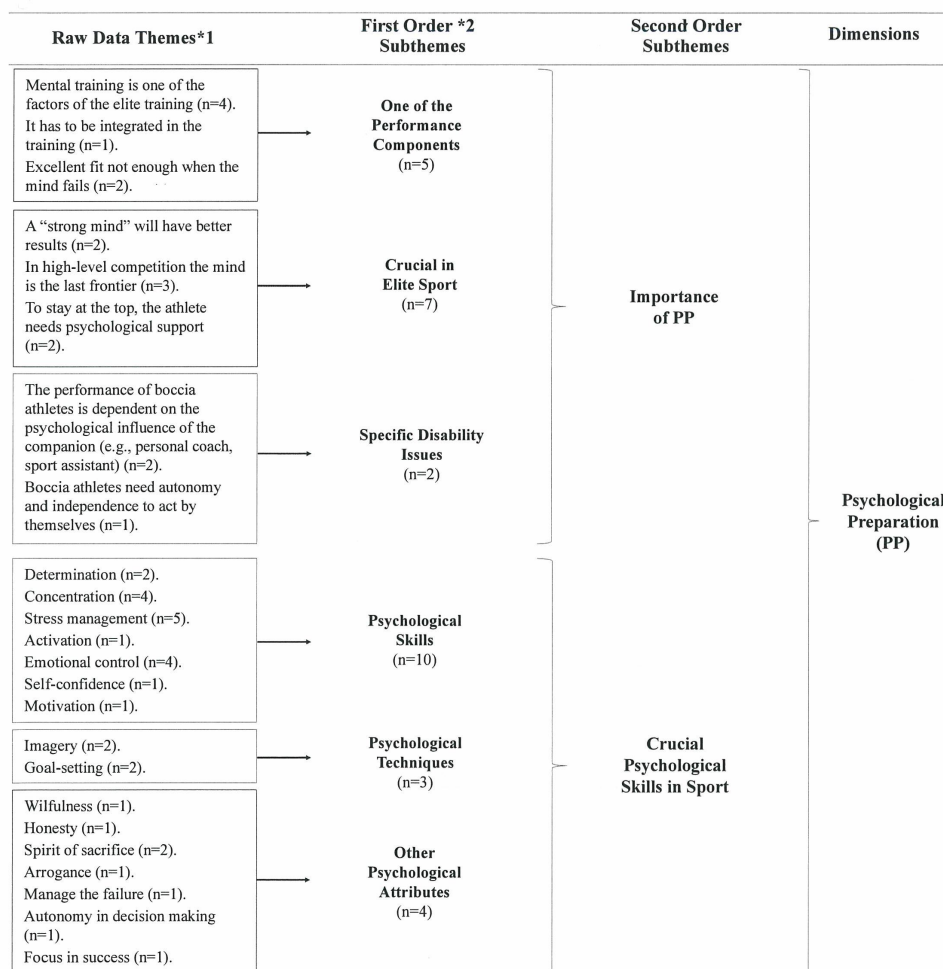 Raw Data Themes*1
First Order *2
Subthemes
Second Order
Subthemes
Dimensions
Mental training is one of the
factors of the elite training (n=4).
It has to be integrated in the
training (n=1).
Excellent fit not enough when the
mind fails (n=2).
One of the
Performance
Components
(n=5)
A “strong mind” will have better
results (n=2).
In high-level competition the mind
is the last frontier (n=3).
To stay at the top, the athlete
needs psychological support
(n=2).
Crucial in
Elite Sport
(n=7)
The performance of boccia
athletes is dependent on the
psychological influence of the
companion (e.g., personal coach,
sport assistant) (n=2).
Boccia athletes need autonomy
and independence to act by
themselves (n=1).
Specific Disability
Issues
(n=2)
Importance
of PP
Determination (n=2).
Concentration (n=4).
Stress management (n=5).
Activation (n=1).
Emotional control (n=4).
Self-confidence (n=1).
Motivation (n=1).
Psychological
Skills
(n=10)
Imagery (n=2).
Goal-setting (n=2).
Psychological
Techniques
(n=3)
Wilfulness (n=1).
Honesty (n=1).
Spirit of sacrifice (n=2).
Arrogance (n=1).
Manage the failure (n=1).
Autonomy in decision making
(n=1).
Focus in success (n=1).
Other
Psychological
Attributes
(n=4)
Crucial
Psychological
Skills in Sport
Psychological
Preparation
(PP)